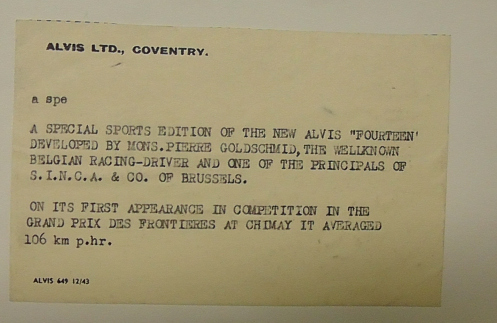 ALVIS LTD., COVENTRY.
a spe
A SPECIAL SPORTS EDITION OF THE NEW ALVIS "FOURTEEN'
DEVELOPED BY MONS.PIERRE GOLDSCHMID,THE WELLKNOWN
BELGIAN RACING-DRIVER AND ONE OF THE PRINCIPALS OF
S.I.N.C.A. & CO. OF BRUSSELS.
ON ITS FIRST APPEARANCE IN COMPETITION IN THE
GRAND PRIX DES FRONTIERES AT CHIMAY IT AVERAGED
106 km p.hr.
ALVIS 649 12/43